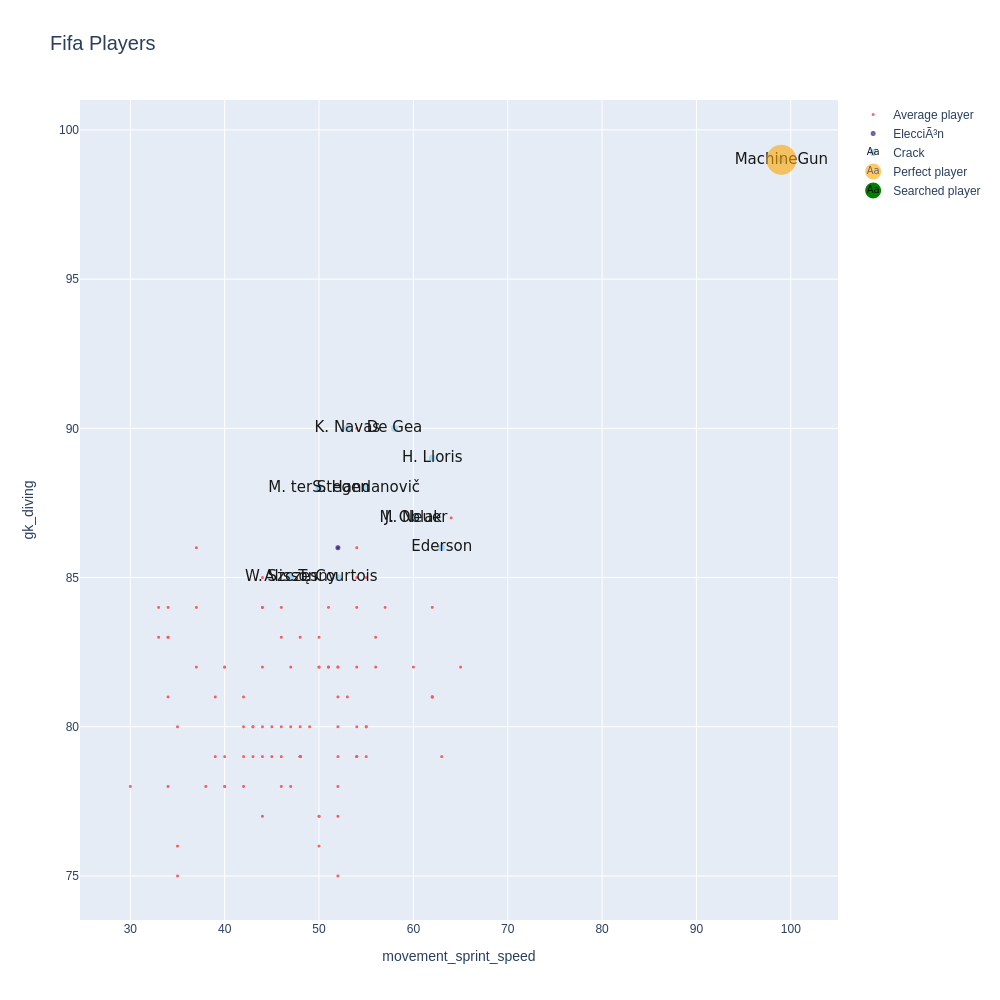 Fifa Players
100
95
90
85
80
75
30
40
50
60
70
80
90
100
gk_diving
movement_sprint_speed
MachineGun
K. Navas
De Gea
H. Lloris
M. ter Stegen
S. Handanovič
M. Neuer
J. Oblak
Ederson
W. Szczęsny
Alisson
T. Courtois
Average player
ElecciÃ³n
Aa Crack
Aa Perfect player
Aa Searched player